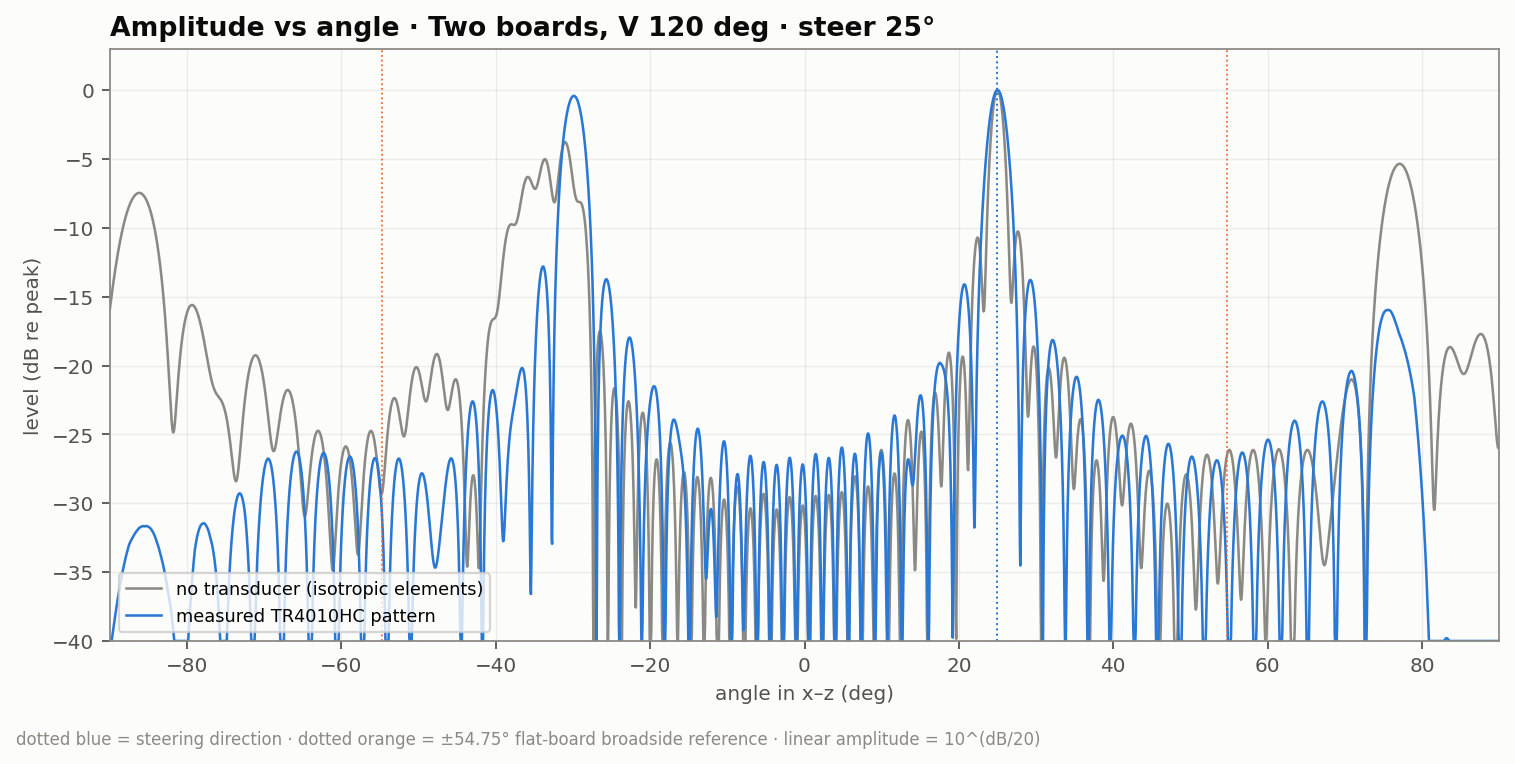 Amplitude vs angle · Two boards, V 120 deg · steer 25°
0
−5
−10
−15
−20
−25
−30
−35
−40
level (dB re peak)
no transducer (isotropic elements)
measured TR4010HC pattern
−80 −60 −40 −20 0 20 40 60 80
angle in x–z (deg)
dotted blue = steering direction · dotted orange = ±54.75° flat-board broadside reference · linear amplitude = 10^(dB/20)